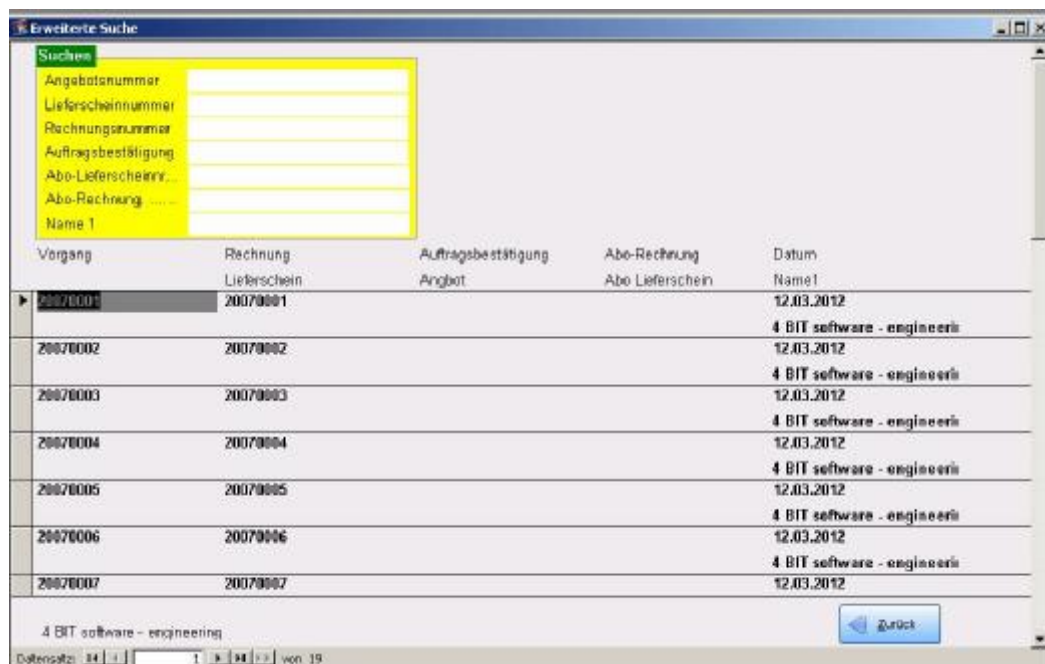 Erweiterte Suche
Suchen
Angebotsnummer
Lieferscheinnummer
Rechnungsnummer
Auftragsbestätigung
Abo-Lieferscheinnr...
Abo-Rechnung ......
Name 1
Vorgang Rechnung Auftragsbestätigung Abo-Rechnung Datum
Lieferschein Angbot Abo Lieferschein Name1
20070001 20070001 12.03.2012
4 BIT software - engineerin
20070002 20070002 12.03.2012
4 BIT software - engineerin
20070003 20070003 12.03.2012
4 BIT software - engineerin
20070004 20070004 12.03.2012
4 BIT software - engineerin
20070005 20070005 12.03.2012
4 BIT software - engineerin
20070006 20070006 12.03.2012
4 BIT software - engineerin
20070007 20070007 12.03.2012
4 BIT software - engineering
Zurück
Datensatz: 1 von 19